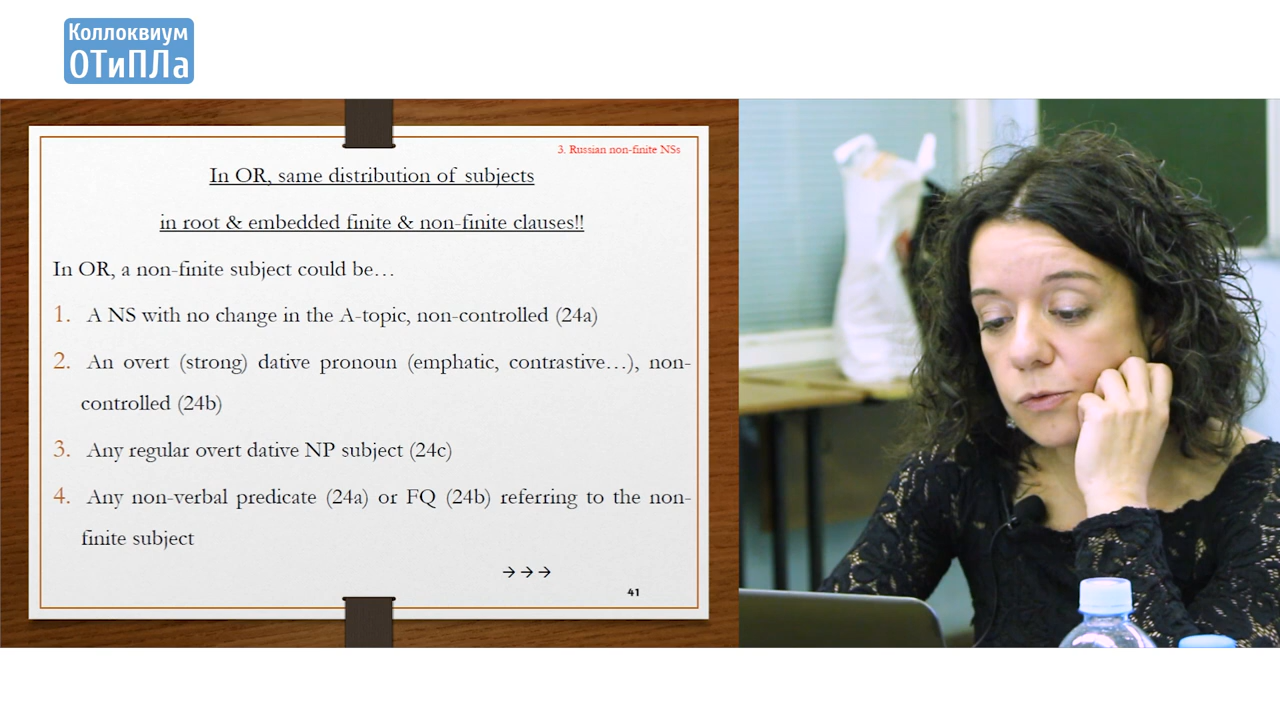 Коллоквиум
ОТиПЛа
3. Russian non-finite NSs
In OR, same distribution of subjects
in root & embedded finite & non-finite clauses!!
In OR, a non-finite subject could be…
1. A NS with no change in the A-topic, non-controlled (24a)
2. An overt (strong) dative pronoun (emphatic, contrastive…), non-
controlled (24b)
3. Any regular overt dative NP subject (24c)
4. Any non-verbal predicate (24a) or FQ (24b) referring to the non-
finite subject
→→→
41